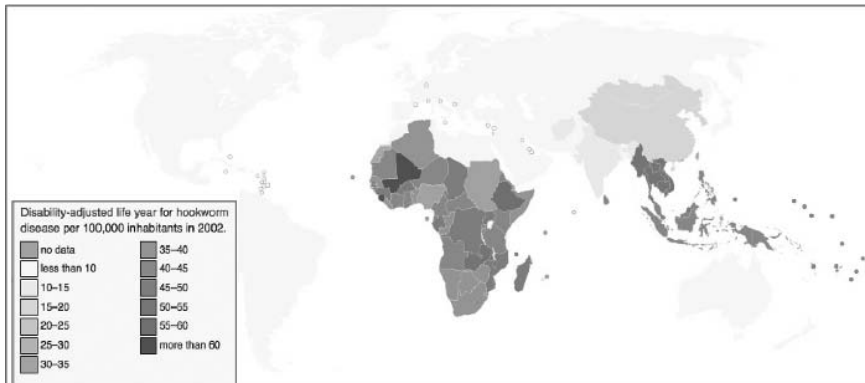 Disability-adjusted life year for hookworm
disease per 100,000 inhabitants in 2002.
no data
less than 10
10–15
15–20
20–25
25–30
30–35
35–40
40–45
45–50
50–55
55–60
more than 60